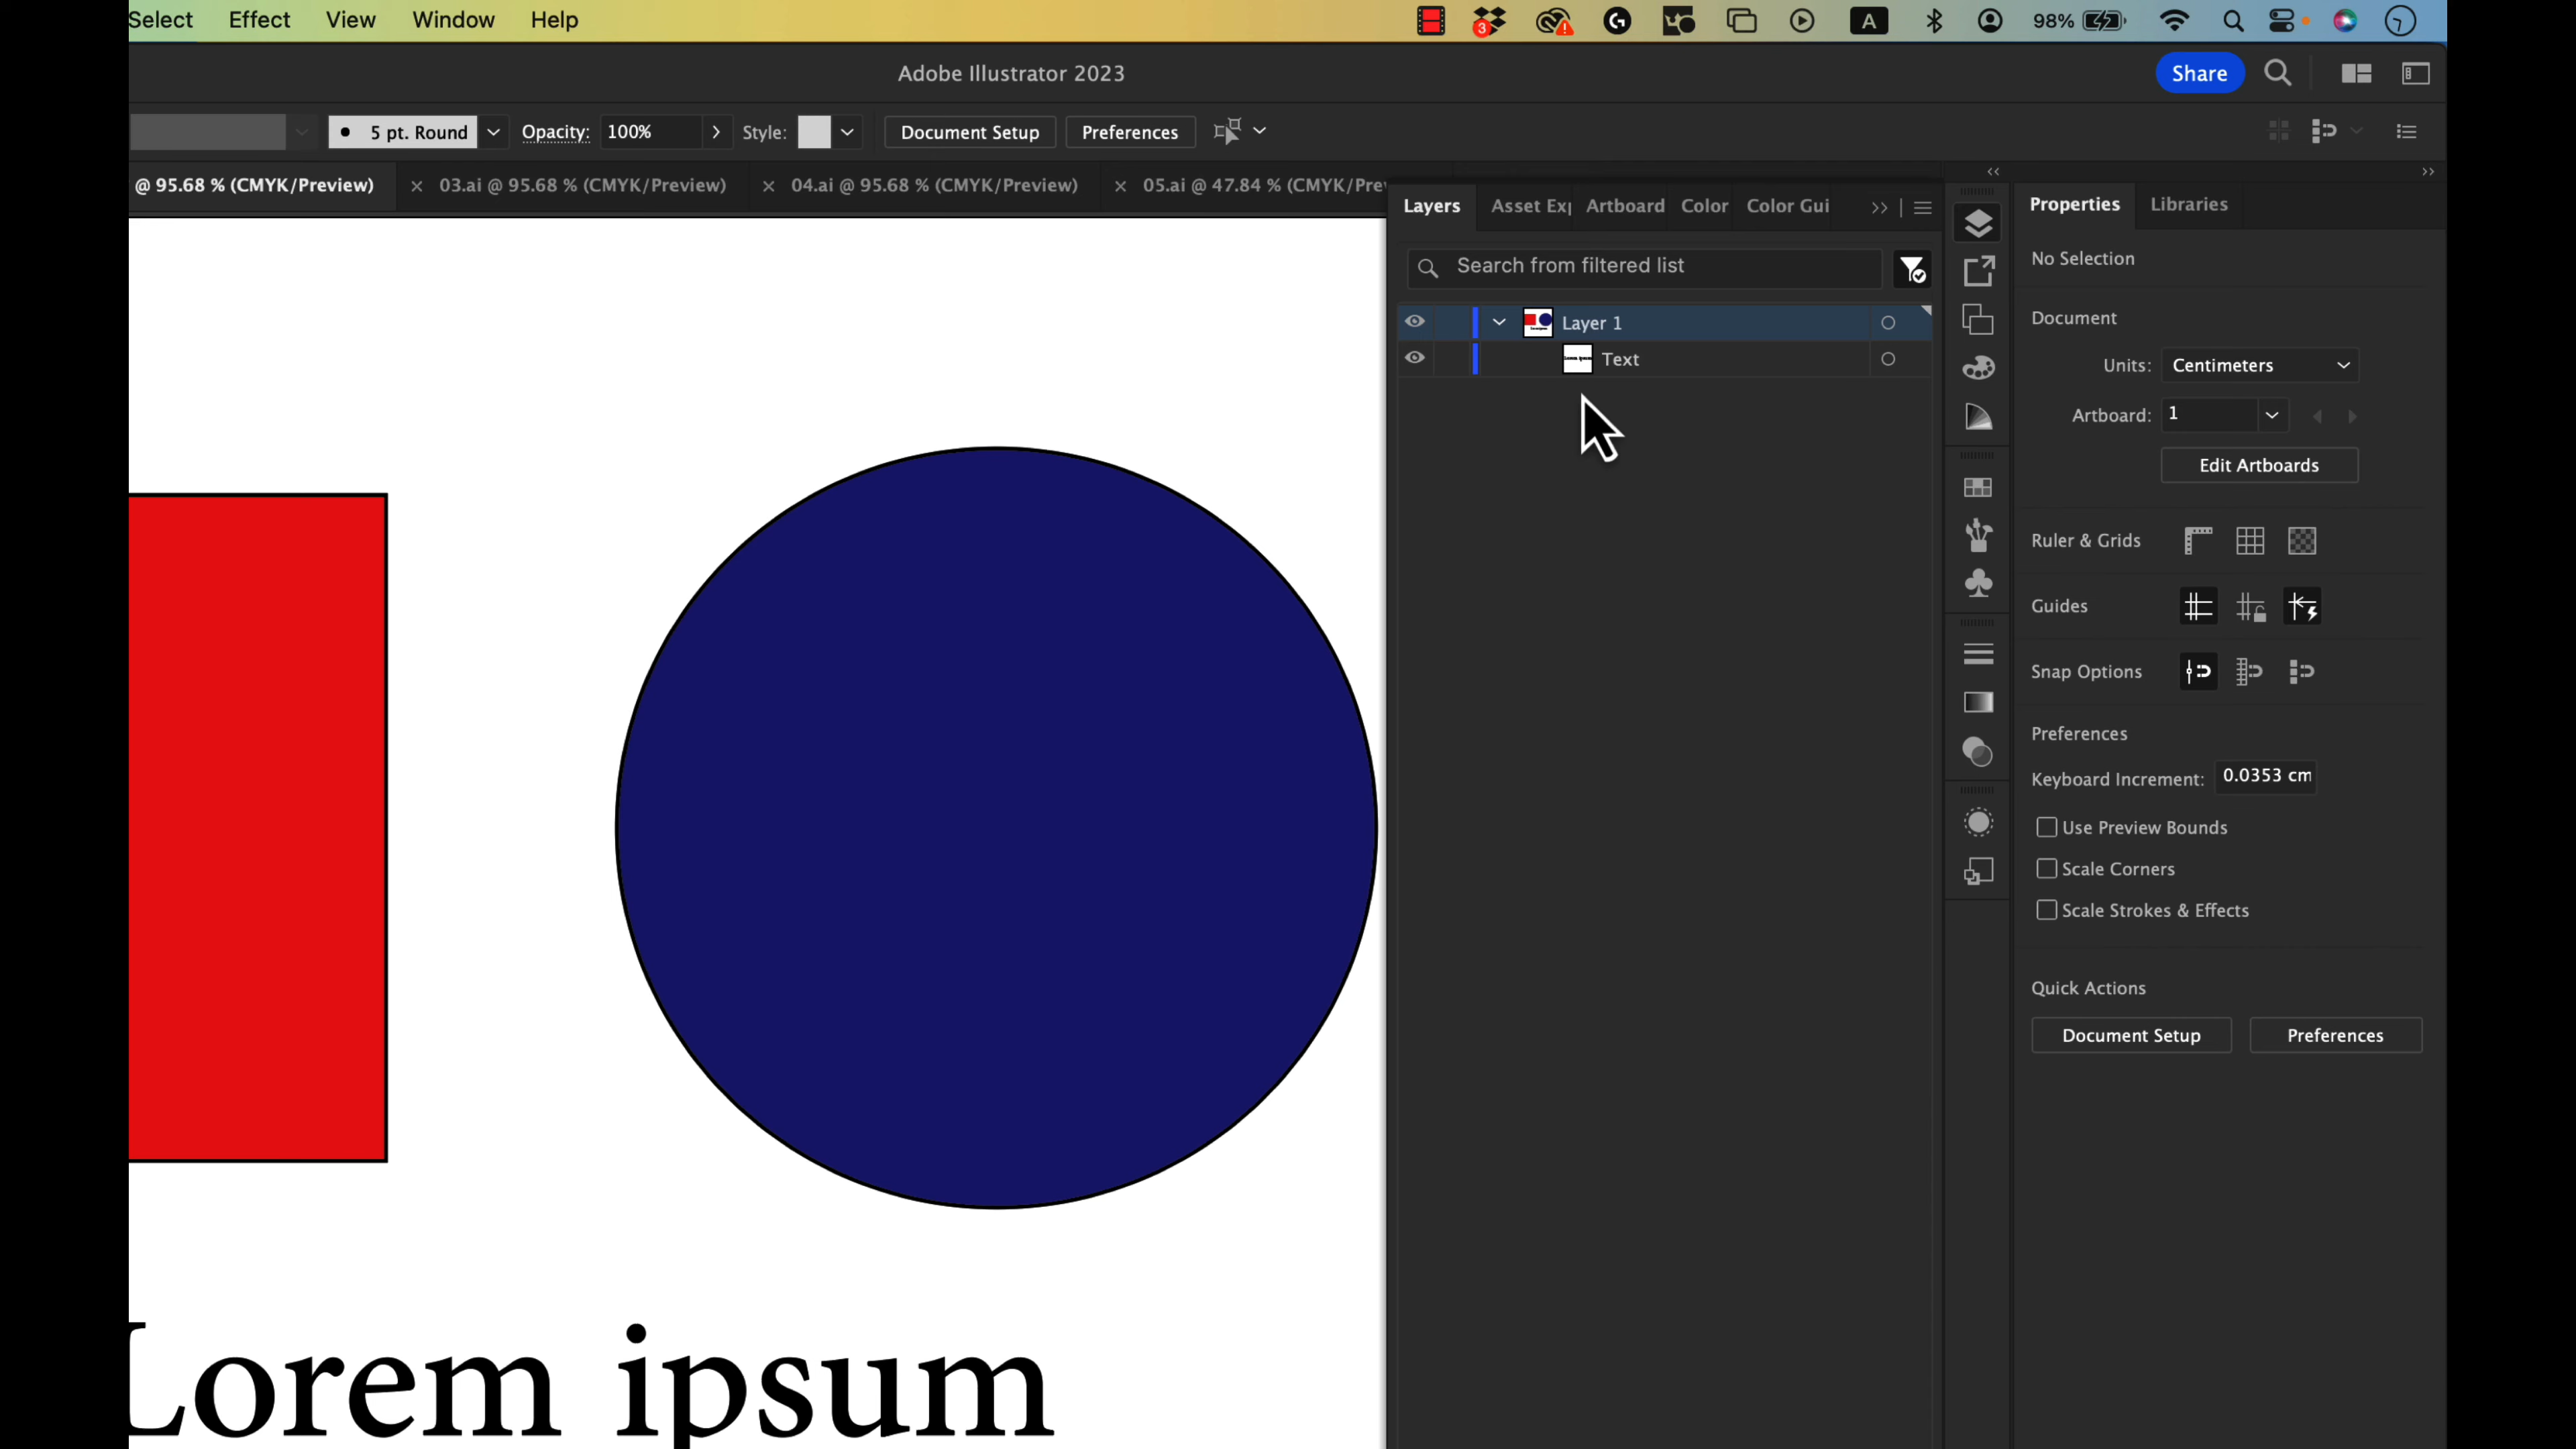 Select Effect View Window Help
3
A
98%
Adobe Illustrator 2023
Share
5 pt. Round Opacity: 100% Style: Document Setup Preferences
@ 95.68 % (CMYK/Preview) × 03.ai @ 95.68 % (CMYK/Preview) × 04.ai @ 95.68 % (CMYK/Preview) × 05.ai @ 47.84 % (CMYK/Pre
Layers Asset Exp Artboard Color Color Gui
Search from filtered list
Layer 1
Text
Properties Libraries
No Selection
Document
Units: Centimeters
Artboard: 1
Edit Artboards
Ruler & Grids
Guides
Snap Options
Preferences
Keyboard Increment: 0.0353 cm
Use Preview Bounds
Scale Corners
Scale Strokes & Effects
Quick Actions
Document Setup Preferences
Lorem ipsum